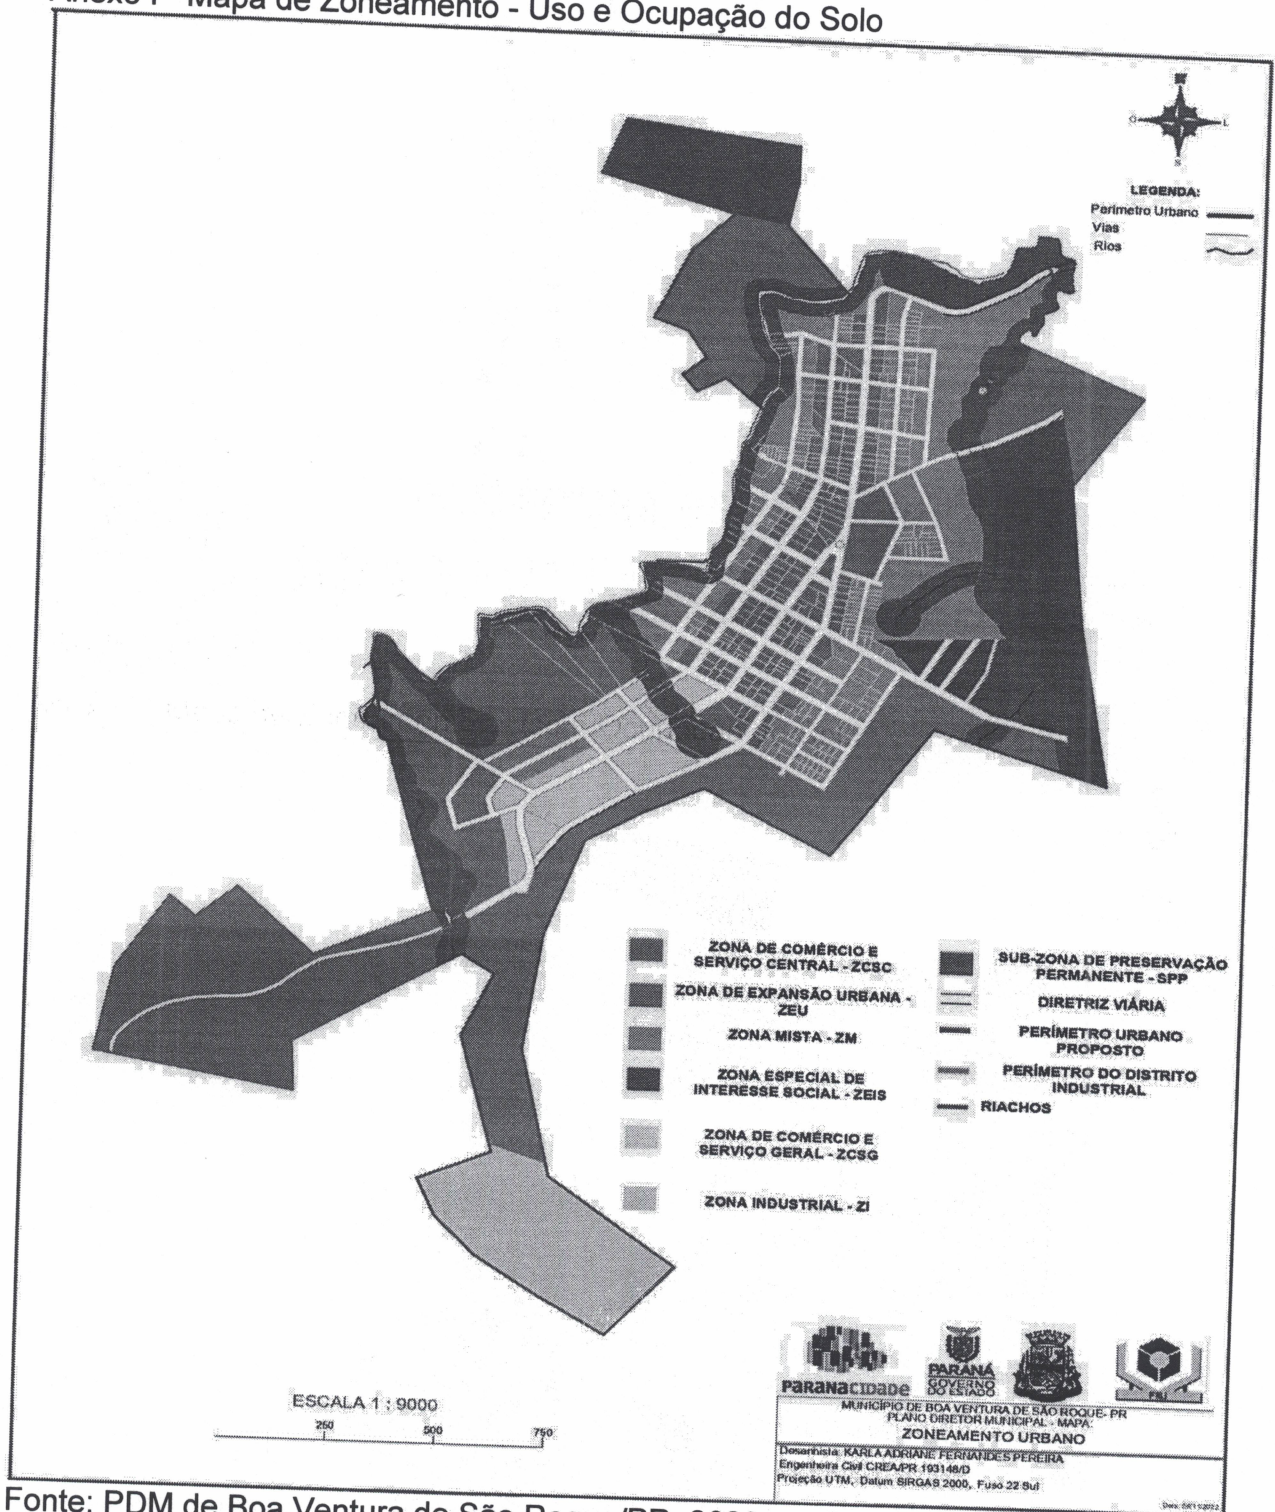 Anexo I - Mapa de Zoneamento - Uso e Ocupação do Solo
O
L
S
LEGENDA:
Perímetro Urbano
Vias
Rios
ZONA DE COMÉRCIO E
SERVIÇO CENTRAL - ZCSC
ZONA DE EXPANSÃO URBANA -
ZEU
ZONA MISTA - ZM
ZONA ESPECIAL DE
INTERESSE SOCIAL - ZEIS
ZONA DE COMÉRCIO E
SERVIÇO GERAL - ZCSG
ZONA INDUSTRIAL - ZI
SUB-ZONA DE PRESERVAÇÃO
PERMANENTE - SPP
DIRETRIZ VIÁRIA
PERÍMETRO URBANO
PROPOSTO
PERÍMETRO DO DISTRITO
INDUSTRIAL
RIACHOS
ESCALA 1 : 9000
250
500
750
PARANACIDADE
PARANÁ
GOVERNO
DO ESTADO
MUNICÍPIO DE BOA VENTURA DE SÃO ROQUE- PR
PLANO DIRETOR MUNICIPAL - MAPA:
ZONEAMENTO URBANO
Desenhista: KARLA ADRIANE FERNANDES PEREIRA
Engenheira Civil CREA/PR 193148/D
Projeção UTM, Datum SIRGAS 2000, Fuso 22 Sul
Fonte: PDM de Boa Ventura de São Roque/PR